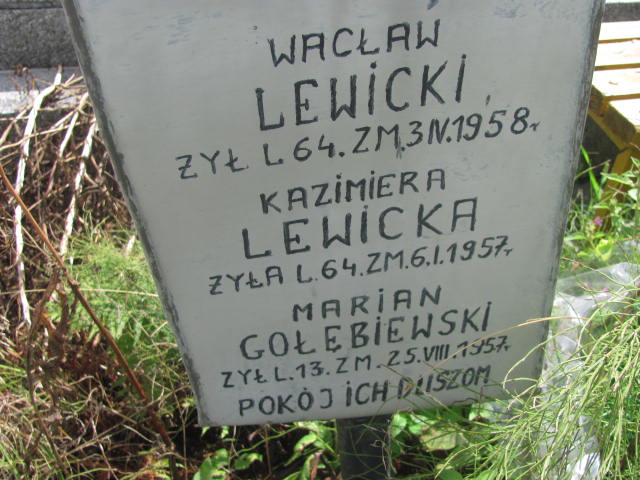 WACŁAW
LEWICKI
ŻYŁ L 64. ZM. 3 IV. 1958 r
KAZIMIERA
LEWICKA
ŻYŁA L. 64. ZM. 6. I. 1957 r
MARIAN
GOŁĘBIEWSKI
ŻYŁ L. 13. ZM. 25. VIII 1957 r
POKÓJ ICH DUSZOM